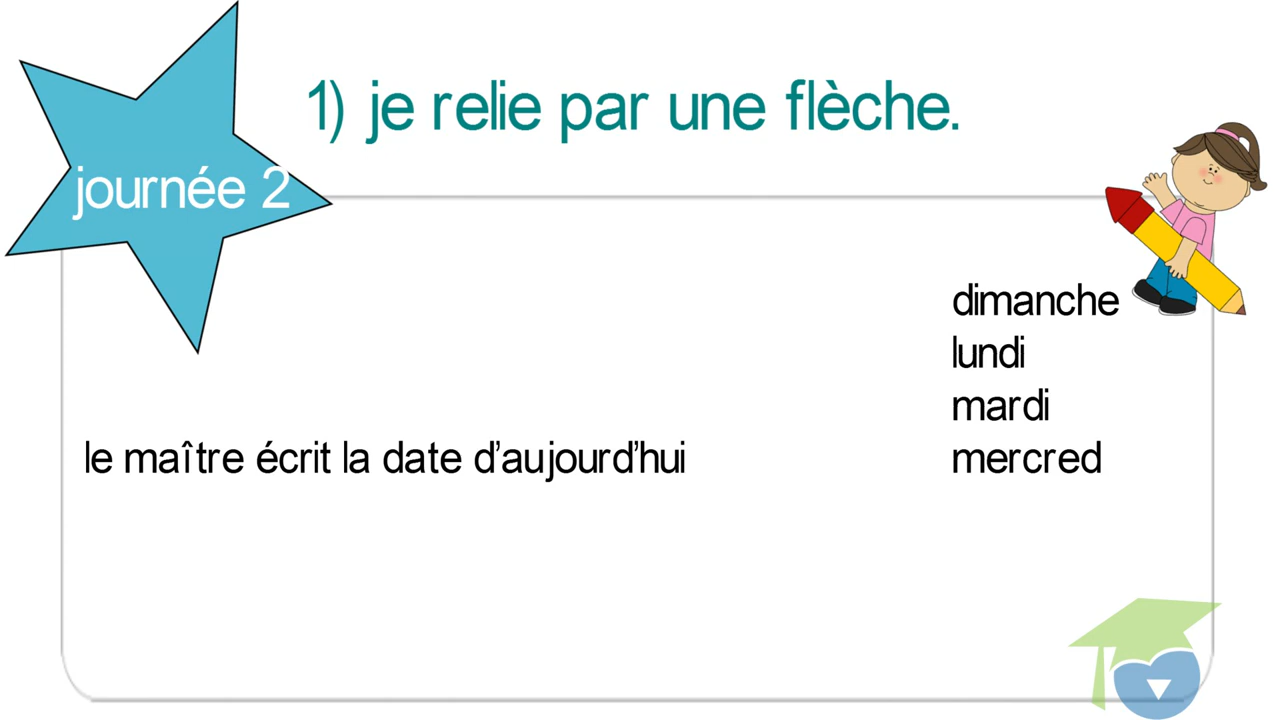 1) je relie par une flèche.
journée 2
dimanche
lundi
mardi
le maître écrit la date d'aujourd'hui
mercred